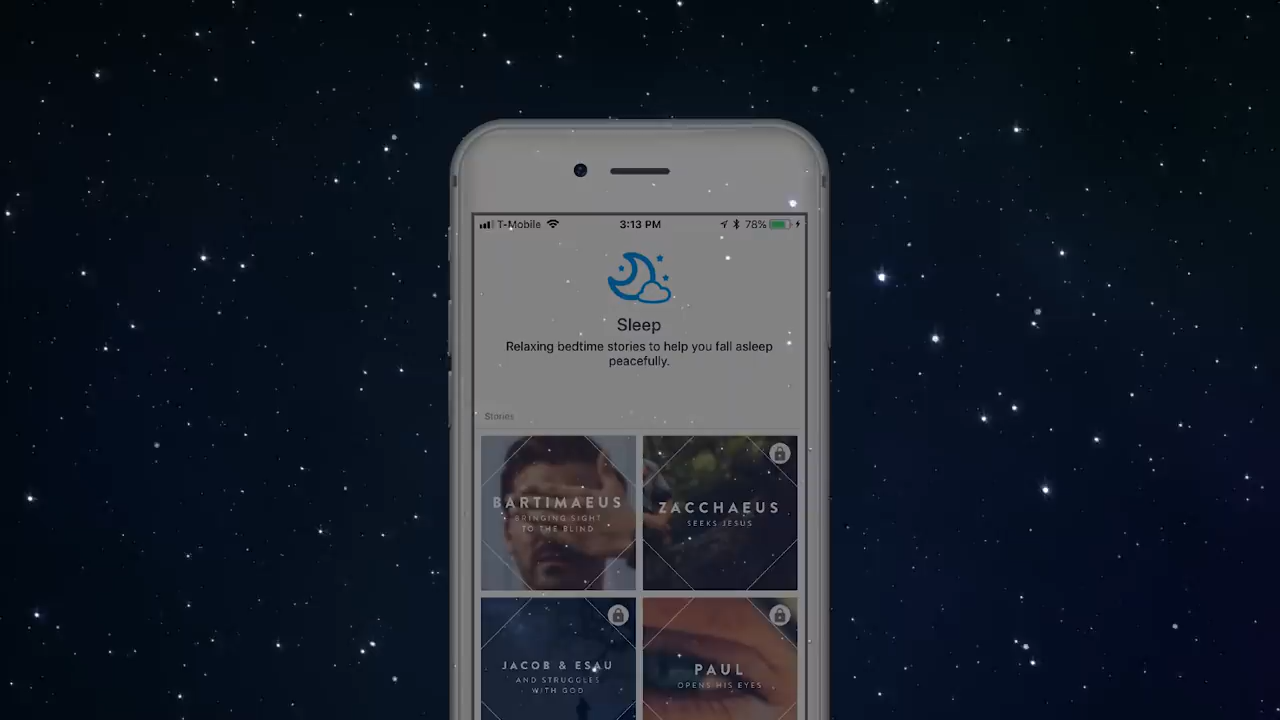 T-Mobile 3:13 PM 78%
Sleep
Relaxing bedtime stories to help you fall asleep
peacefully.
Stories
BARTIMAEUS
BRINGING SIGHT
TO THE BLIND
ZACCHAEUS
SEEKS JESUS
JACOB & ESAU
AND STRUGGLES
WITH GOD
PAUL
OPENS HIS EYES